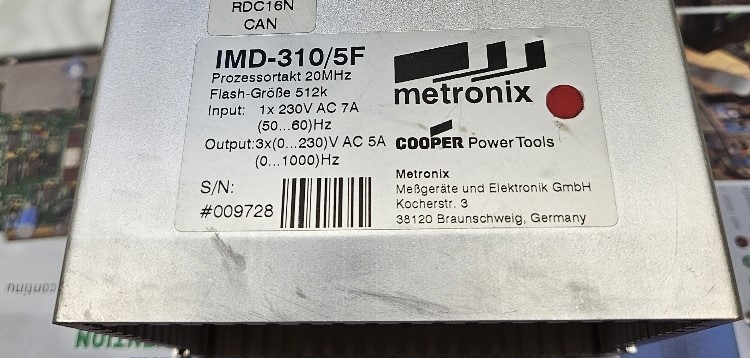 RDC16N
CAN
IMD-310/5F
Prozessortakt 20MHz
Flash-Größe 512k
Input: 1x 230V AC 7A
(50...60)Hz
Output:3x(0...230)V AC 5A
(0...1000)Hz
S/N:
#009728
metronix
COOPER PowerTools
Metronix
Meßgeräte und Elektronik GmbH
Kocherstr. 3
38120 Braunschweig, Germany
continu